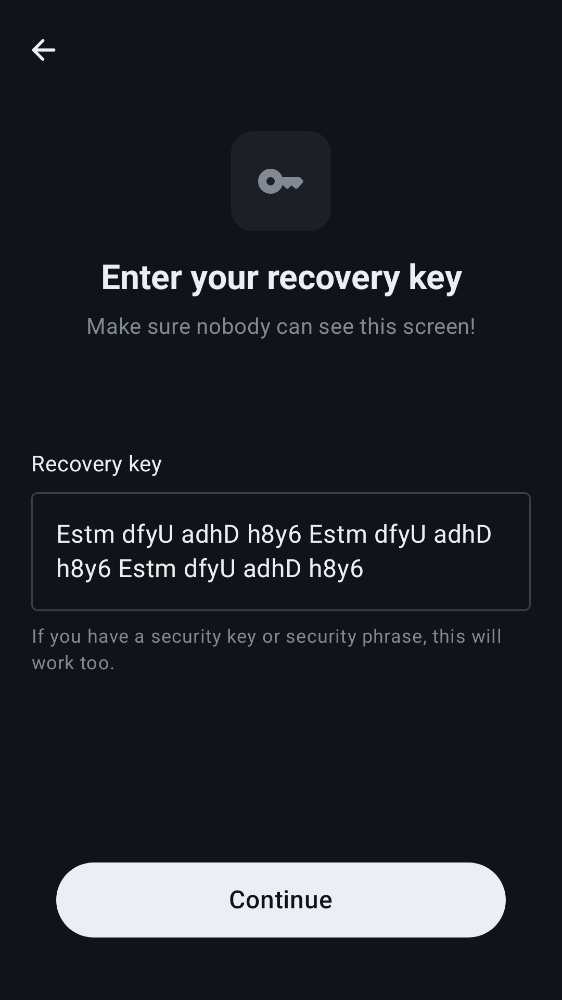 Enter your recovery key
Make sure nobody can see this screen!
Recovery key
Estm dfyU adhD h8y6 Estm dfyU adhD
h8y6 Estm dfyU adhD h8y6
If you have a security key or security phrase, this will
work too.
Continue